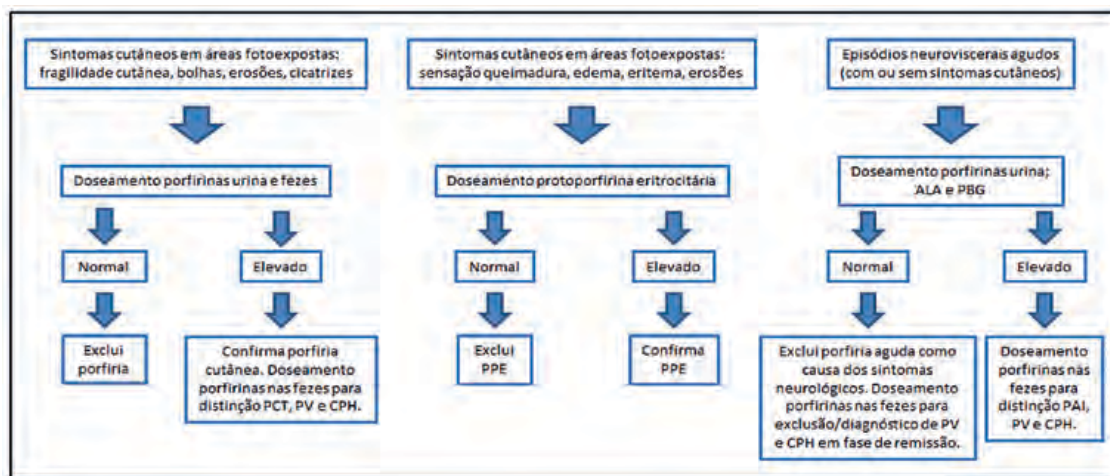 Sintomas cutâneos em áreas fotoexpostas:
fragilidade cutânea, bolhas, erosões, cicatrizes
Doseamento porfirinas urina e fezes
Normal
Elevado
Exclui
porfiria
Confirma porfiria
cutânea. Doseamento
porfirinas nas fezes para
distinção PCT, PV e CPH.
Sintomas cutâneos em áreas fotoexpostas:
sensação queimadura, edema, eritema, erosões
Doseamento protoporfirina eritrocitária
Normal
Elevado
Exclui
PPE
Confirma
PPE
Episódios neuroviscerais agudos
(com ou sem sintomas cutâneos)
Doseamento porfirinas urina;
ALA e PBG
Normal
Elevado
Exclui porfiria aguda como
causa dos sintomas
neurológicos. Doseamento
porfirinas nas fezes para
exclusão/diagnóstico de PV
e CPH em fase de remissão.
Doseamento
porfirinas nas
fezes para
distinção PAI,
PV e CPH.